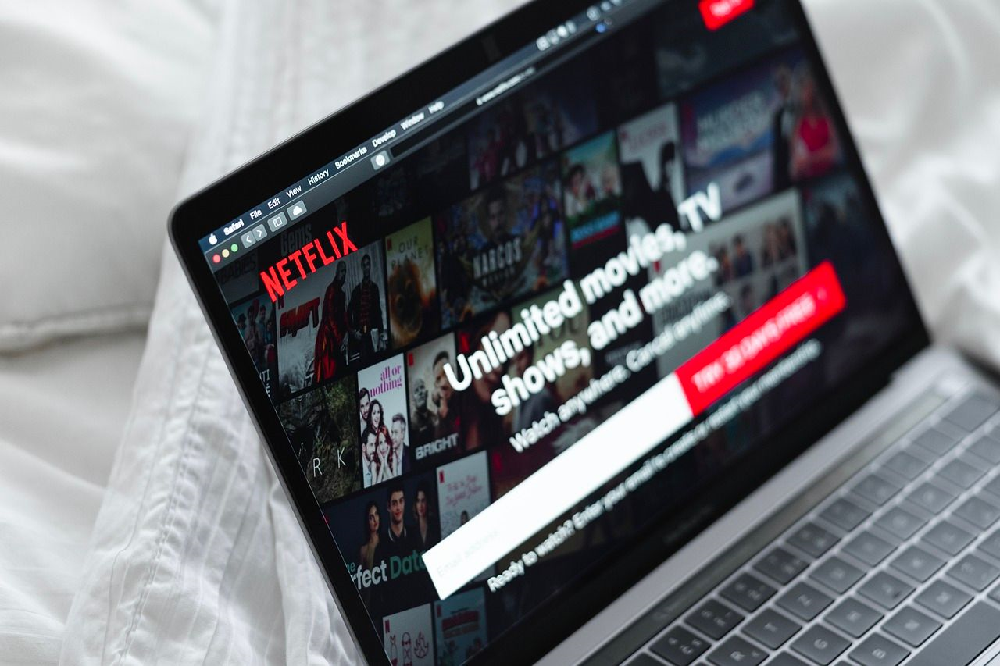 Safari File Edit View History Bookmarks Develop Window Help
NETFLIX
OUR PLANET
NARCOS
Unlimited movies, TV
shows, and more.
Watch anywhere. Cancel anytime.
TRY 30 DAYS FREE
Email address
Ready to watch? Enter your email to create or restart your membership.
all or
nothing
BRIGHT
R K
fect Date